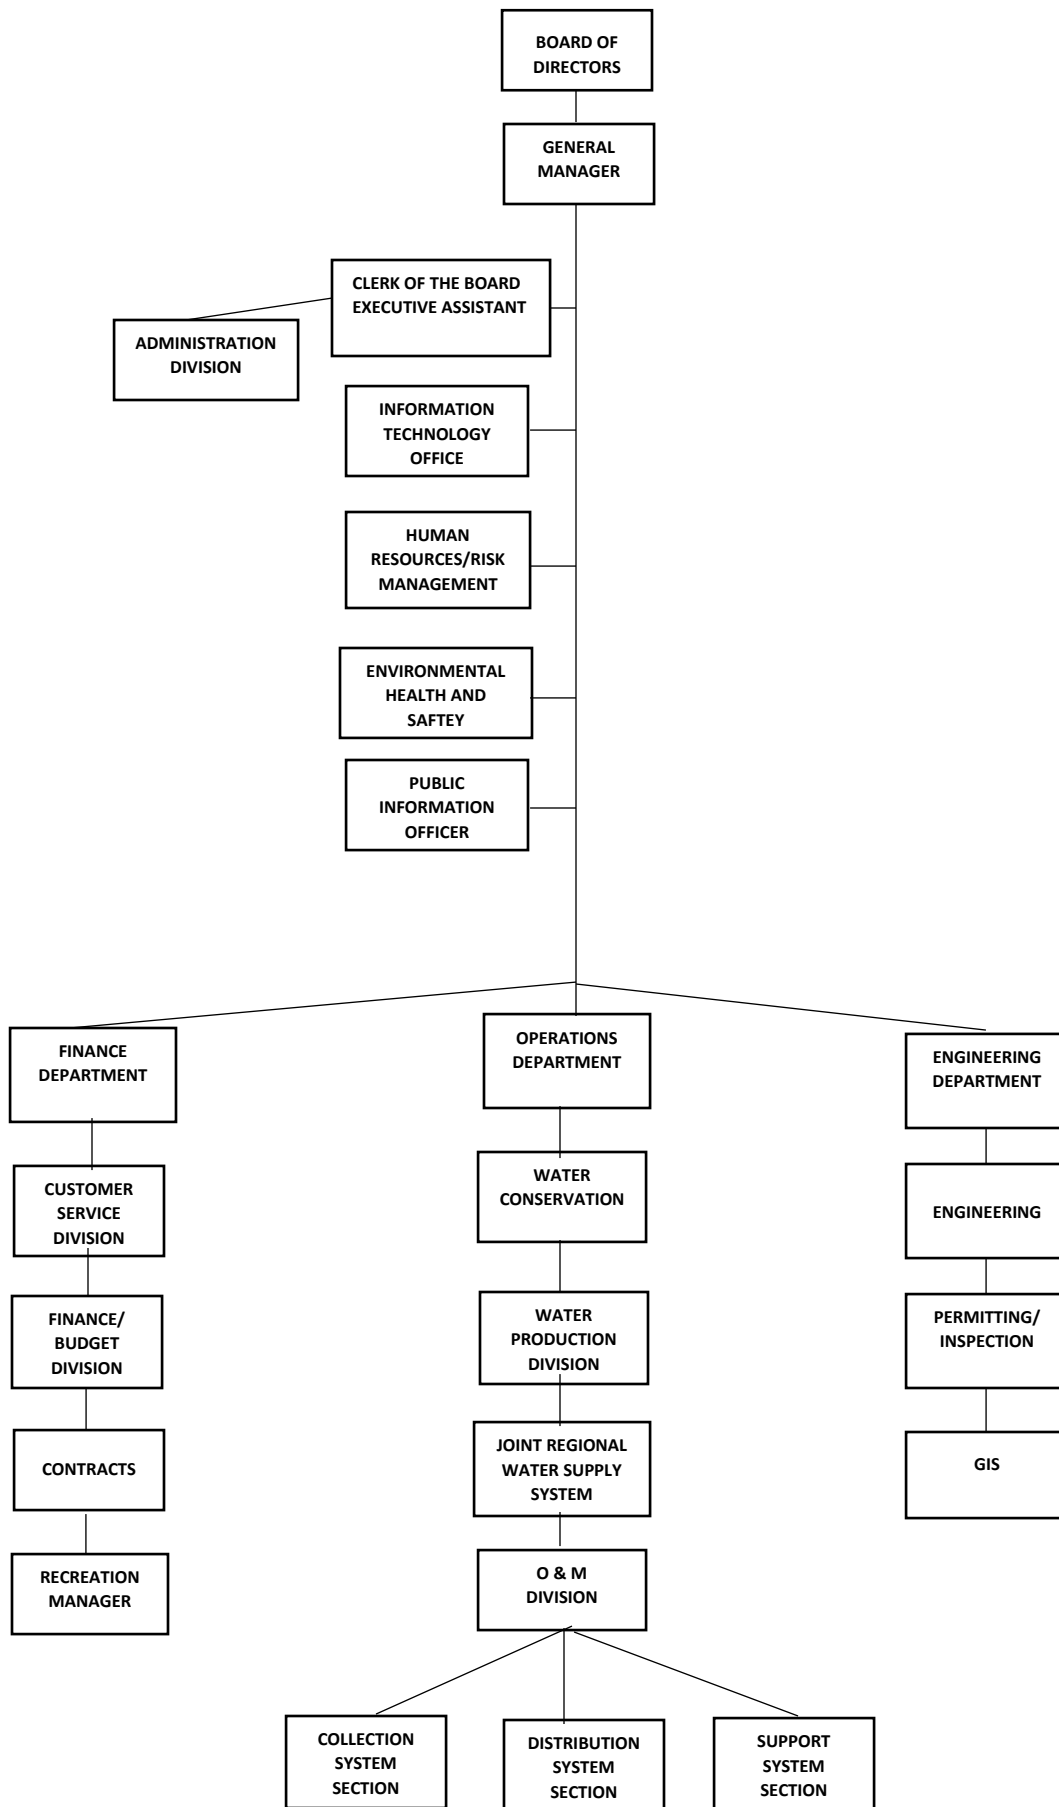 BOARD OF
DIRECTORS
GENERAL
MANAGER
CLERK OF THE BOARD
EXECUTIVE ASSISTANT
ADMINISTRATION
DIVISION
INFORMATION
TECHNOLOGY
OFFICE
HUMAN
RESOURCES/RISK
MANAGEMENT
ENVIRONMENTAL
HEALTH AND
SAFTEY
PUBLIC
INFORMATION
OFFICER
FINANCE
DEPARTMENT
OPERATIONS
DEPARTMENT
ENGINEERING
DEPARTMENT
CUSTOMER
SERVICE
DIVISION
WATER
CONSERVATION
ENGINEERING
FINANCE/
BUDGET
DIVISION
WATER
PRODUCTION
DIVISION
PERMITTING/
INSPECTION
CONTRACTS
JOINT REGIONAL
WATER SUPPLY
SYSTEM
GIS
RECREATION
MANAGER
O & M
DIVISION
COLLECTION
SYSTEM
SECTION
DISTRIBUTION
SYSTEM
SECTION
SUPPORT
SYSTEM
SECTION